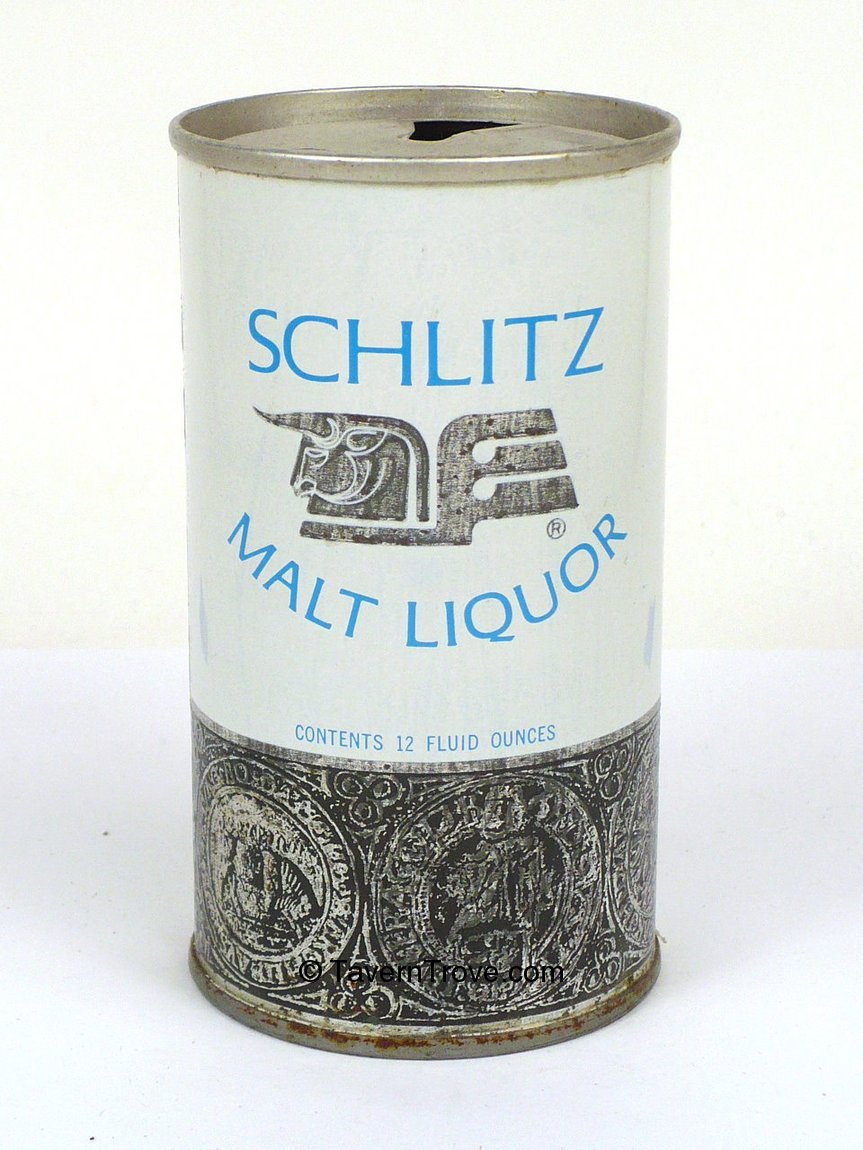 SCHLITZ
®
MALT LIQUOR
CONTENTS 12 FLUID OUNCES
© TavernTrove.com